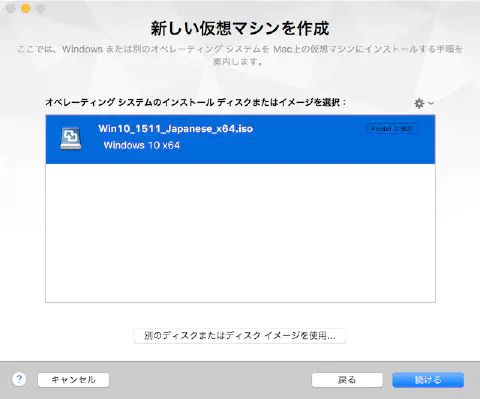 新しい仮想マシンを作成
ここでは、Windows または別のオペレーティング システムを Mac上の仮想マシンにインストールする手順を
案内します。
オペレーティング システムのインストール ディスクまたはイメージを選択：
Win10_1511_Japanese_x64.iso
Finder に表示
Windows 10 x64
別のディスクまたはディスク イメージを使用...
?
キャンセル
戻る
続ける